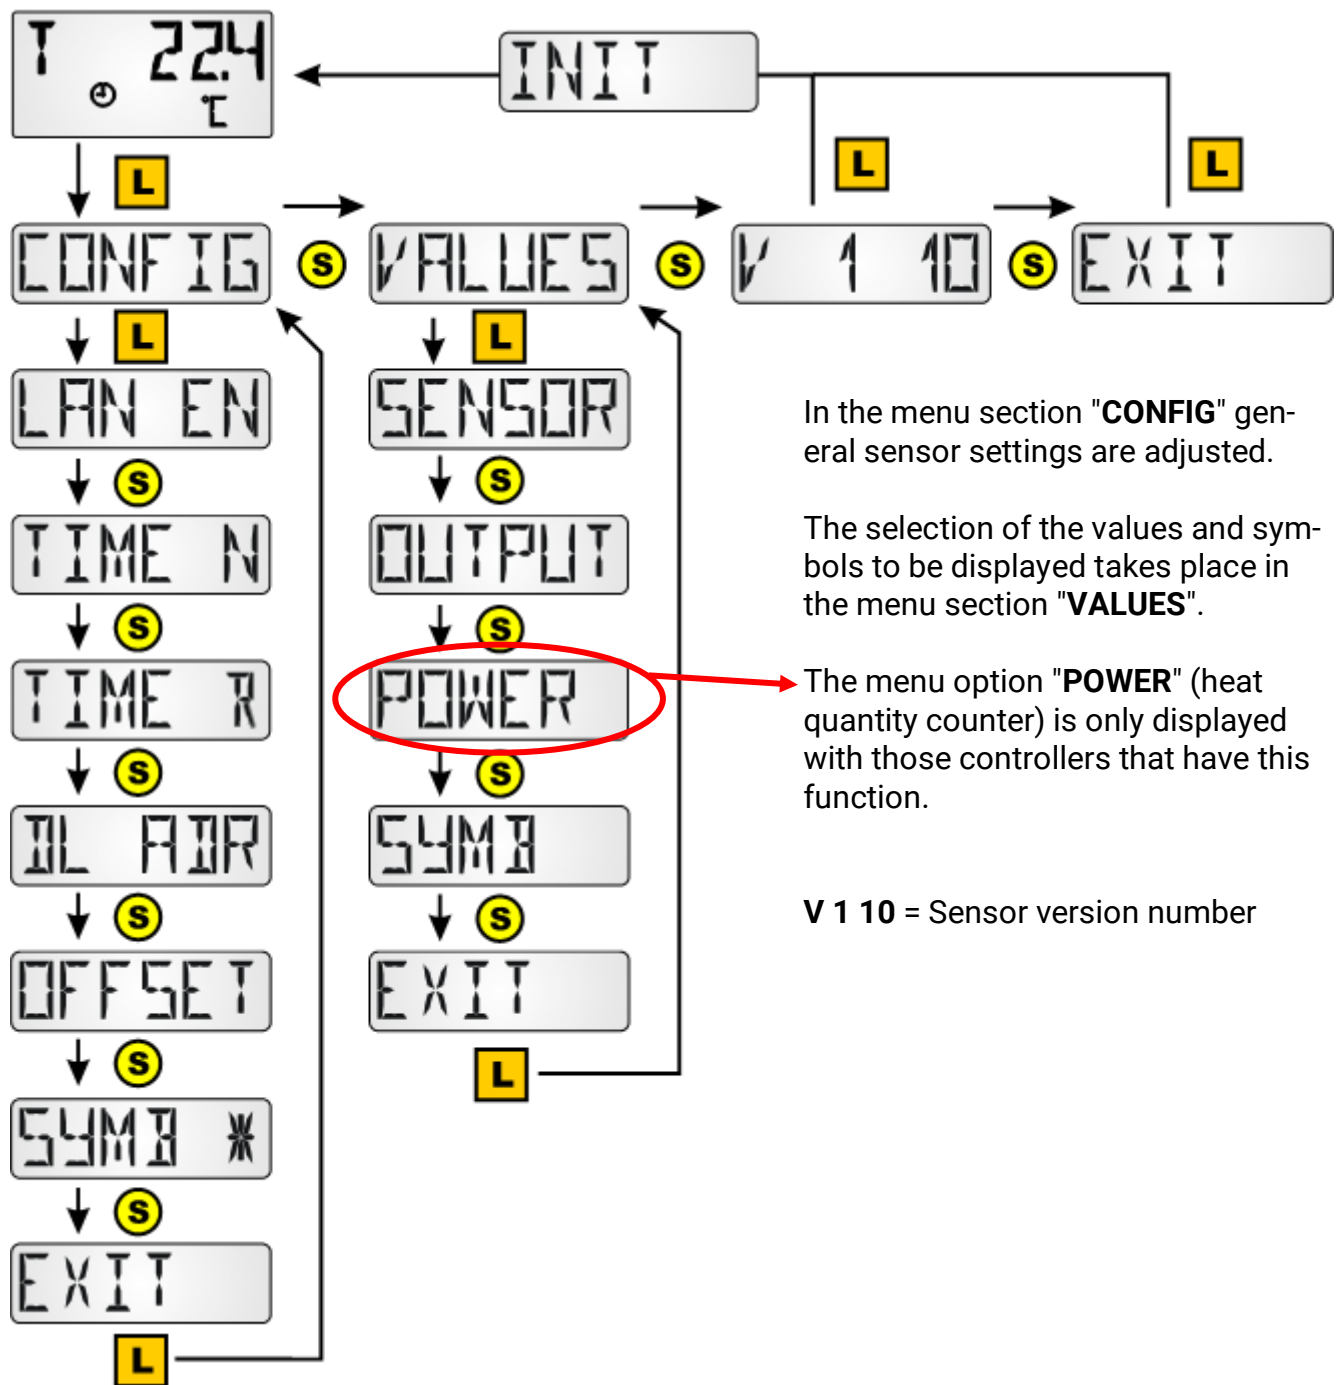 T 22.4
°C
INIT
L
L
L
CONFIG
S
VALUES
S
V 1 10
S
EXIT
L
L
LAN EN
SENSOR
In the menu section "CONFIG" gen-
eral sensor settings are adjusted.
S
S
TIME N
OUTPUT
The selection of the values and sym-
bols to be displayed takes place in
the menu section "VALUES".
S
S
TIME R
POWER
The menu option "POWER" (heat
quantity counter) is only displayed
with those controllers that have this
function.
S
S
DL ADR
SYMB
V 1 10 = Sensor version number
S
S
OFFSET
EXIT
S
L
SYMB *
S
EXIT
L